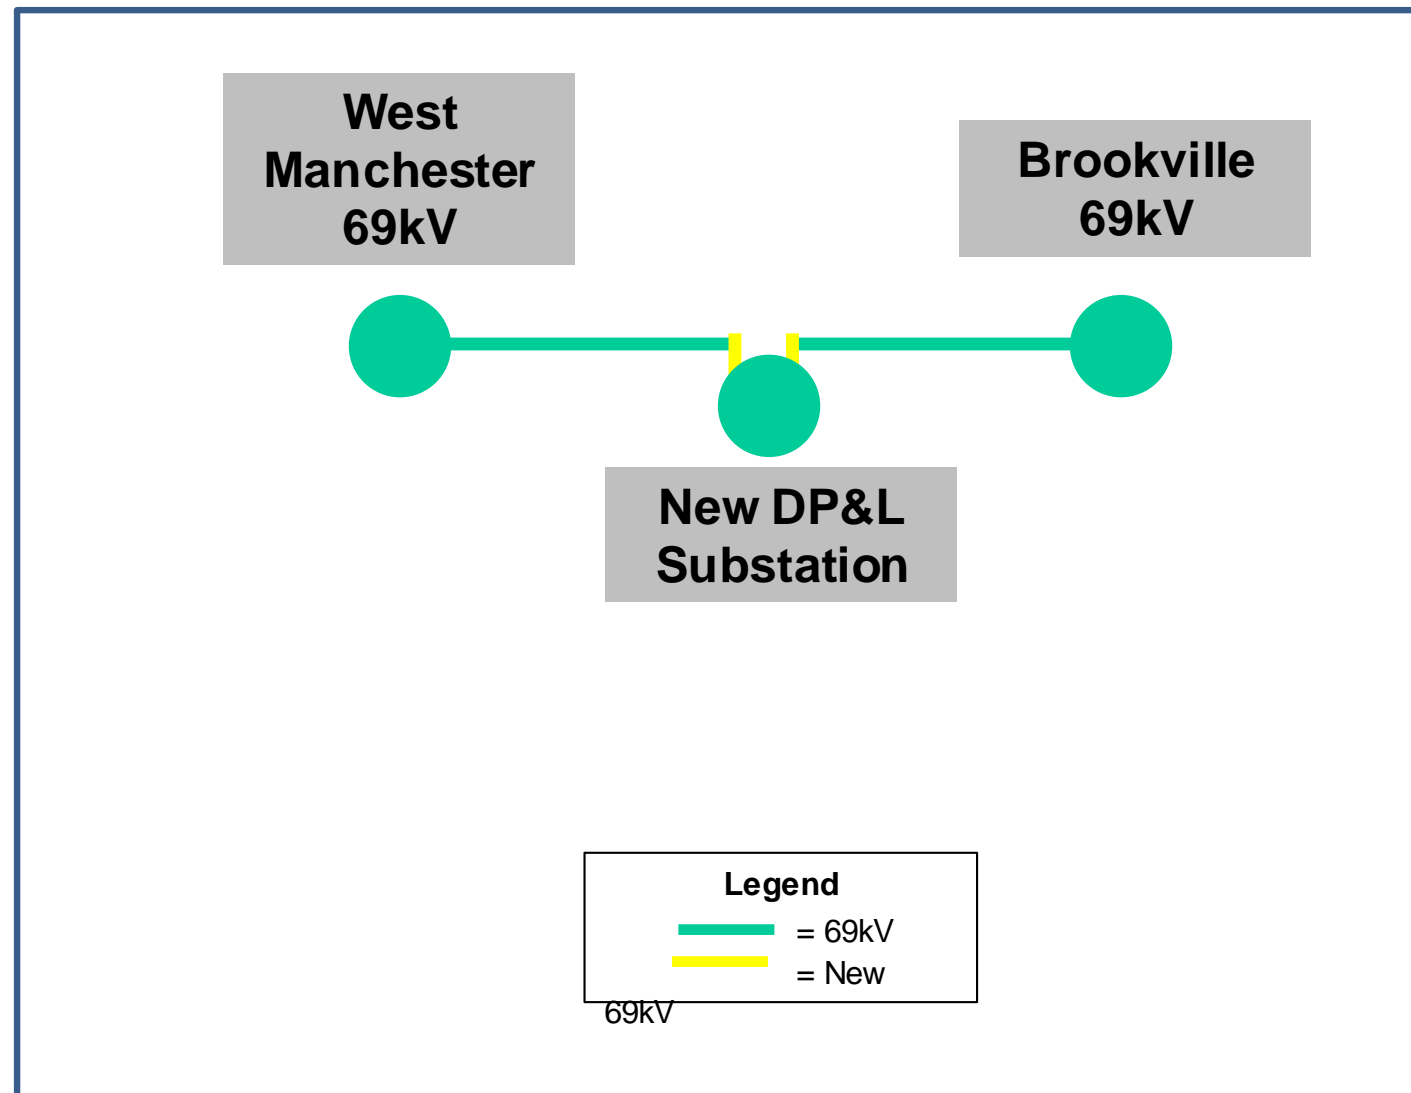 West
Manchester
69kV
Brookville
69kV
New DP&L
Substation
Legend
= 69kV
= New
69kV